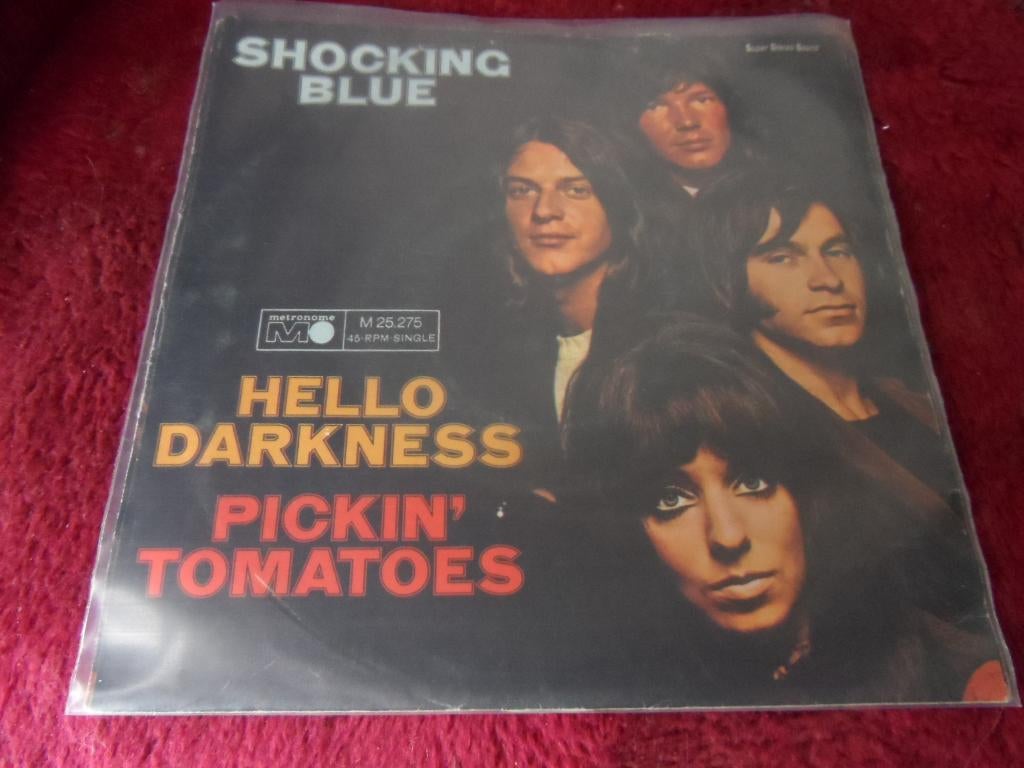 SHOCKING
BLUE
Super Stereo Sound
metronome
M
M 25.275
45-RPM-SINGLE
HELLO
DARKNESS
PICKIN'
TOMATOES